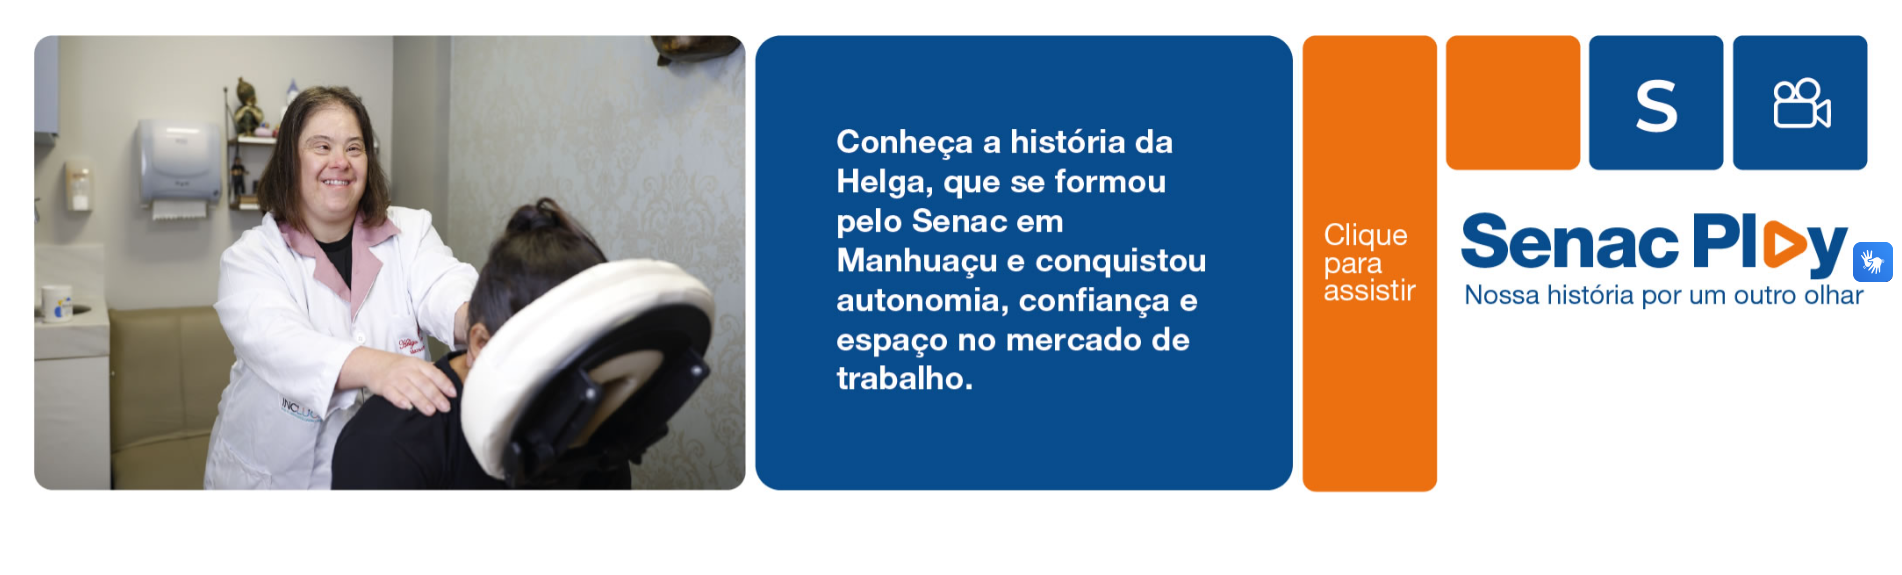 Conheça a história da
Helga, que se formou
pelo Senac em
Manhuaçu e conquistou
autonomia, confiança e
espaço no mercado de
trabalho.
Clique
para
assistir
S
Senac Play
Nossa história por um outro olhar